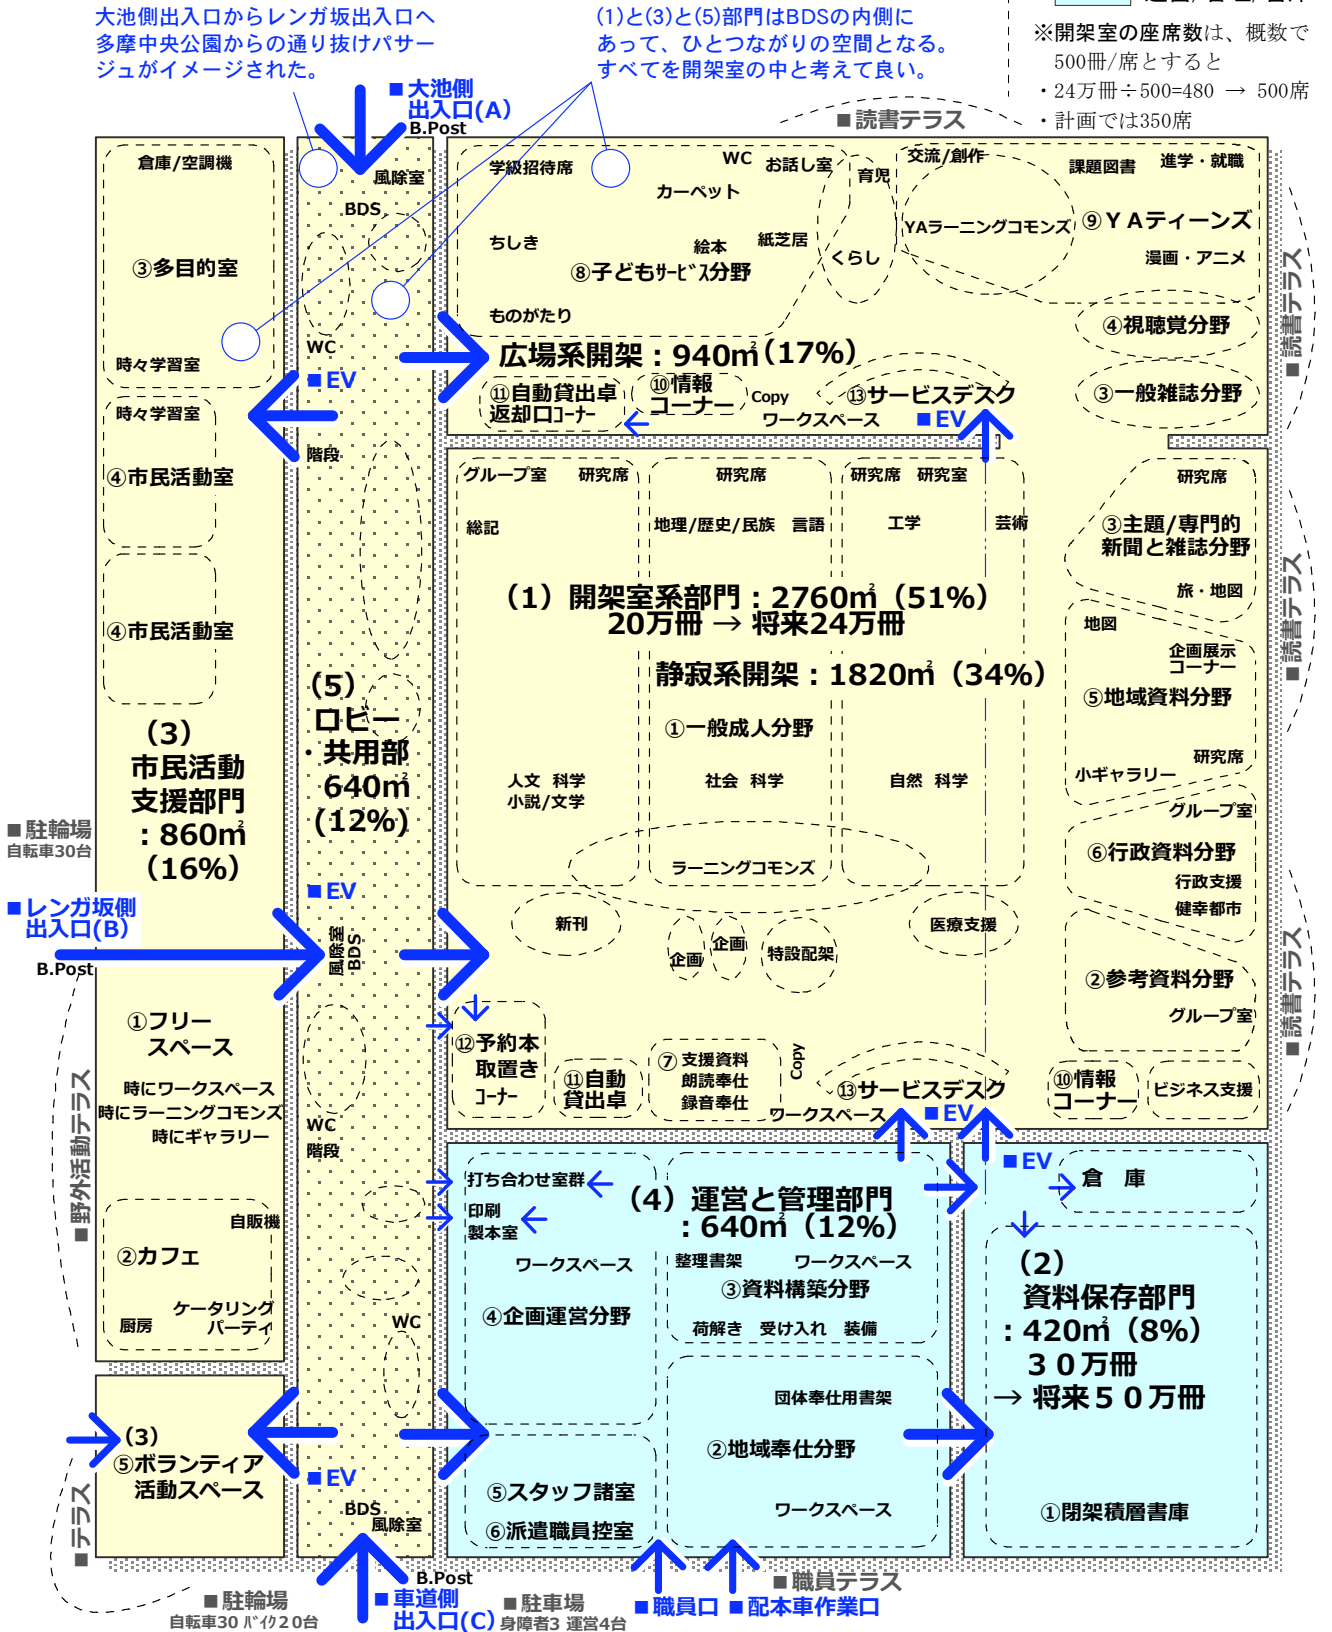 大池側出入口からレンガ坂出入口へ
多摩中央公園からの通り抜けパサー
ジュがイメージされた。
(1)と(3)と(5)部門はBDSの内側に
あって、ひとつながりの空間となる。
すべてを開架室の中と考えて良い。
※開架室の座席数は、概数で
500冊/席とすると
・24万冊÷500=480 → 500席
・計画では350席
■大池側
出入口(A)
B.Post
■読書テラス
倉庫/空調機
③多目的室
時々学習室
時々学習室
④市民活動室
④市民活動室
(3)
市民活動
支援部門
：860㎡
(16%)
■駐輪場
自転車30台
■レンガ坂側
出入口(B)
B.Post
①フリー
スペース
時にワークスペース
時にラーニングコモンズ
時にギャラリー
■野外活動テラス
自販機
②カフェ
ケータリング
パーティ
厨房
(3)
⑤ボランティア
活動スペース
■テラス
■駐輪場
自転車30 ﾊﾞｲｸ20台
風除室
BDS
WC
■EV
階段
(5)
ロビー
・共用部
640㎡
(12%)
■EV
風除室
BDS
WC
階段
WC
■EV
BDS
風除室
B.Post
■車道側
出入口(C)
■駐車場
身障者3 運営4台
学級招待席
WC
お話し室
カーペット
ちしき
絵本
紙芝居
⑧子どもｻｰﾋﾞｽ分野
ものがたり
育児
くらし
交流/創作
課題図書
進学・就職
YAラーニングコモンズ
⑨ＹＡティーンズ
漫画・アニメ
④視聴覚分野
③一般雑誌分野
■読書テラス
広場系開架：940㎡(17%)
⑪自動貸出卓
返却口ｺｰﾅｰ
⑩情報
コーナー
Copy
⑬サービスデスク
ワークスペース
■EV
グループ室
研究席
研究席
研究席
研究室
総記
地理/歴史/民族
言語
工学
芸術
(1) 開架室系部門：2760㎡ (51%)
20万冊 → 将来24万冊
静寂系開架：1820㎡ (34%)
①一般成人分野
人文 科学
小説/文学
社会 科学
自然 科学
ラーニングコモンズ
新刊
企画
企画
特設配架
医療支援
研究席
③主題/専門的
新聞と雑誌分野
旅・地図
■読書テラス
地図
企画展示
コーナー
⑤地域資料分野
研究席
小ギャラリー
グループ室
⑥行政資料分野
行政支援
健幸都市
②参考資料分野
グループ室
■読書テラス
⑫予約本
取置き
ｺｰﾅｰ
⑪自動
貸出卓
⑦支援資料
朗読奉仕
録音奉仕
Copy
⑬サービスデスク
ワークスペース
■EV
⑩情報
コーナー
ビジネス支援
打ち合わせ室群
印刷
製本室
(4) 運営と管理部門
：640㎡ (12%)
ワークスペース
整理書架
ワークスペース
③資料構築分野
④企画運営分野
荷解き
受け入れ
装備
団体奉仕用書架
②地域奉仕分野
⑤スタッフ諸室
ワークスペース
⑥派遣職員控室
■EV
倉 庫
(2)
資料保存部門
：420㎡ (8%)
３０万冊
→ 将来５０万冊
①閉架積層書庫
■職員テラス
■職員口
■配本車作業口